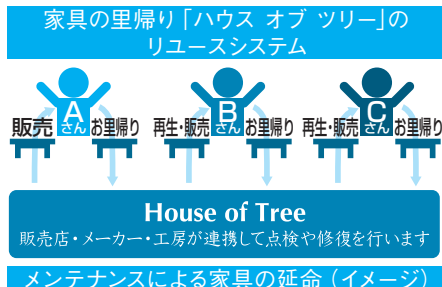 家具の里帰り「ハウス オブ ツリー」の
リユースシステム
販売 Aさん お里帰り 再生・販売 Bさん お里帰り 再生・販売 Cさん お里帰り
House of Tree
販売店・メーカー・工房が連携して点検や修復を行います
メンテナンスによる家具の延命（イメージ）